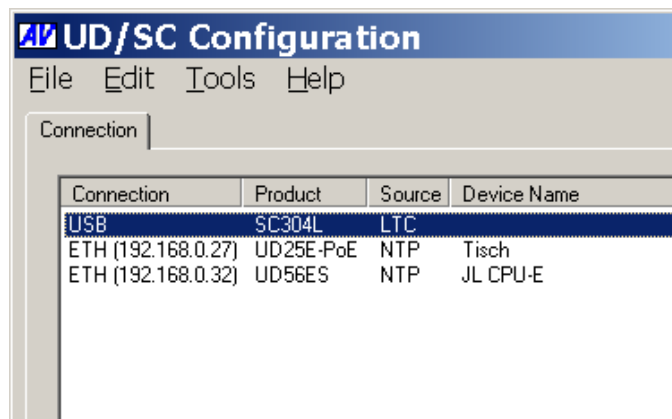 AV UD/SC Configuration
File Edit Tools Help
Connection
Connection Product Source Device Name
USB SC304L LTC
ETH (192.168.0.27) UD25E-PoE NTP Tisch
ETH (192.168.0.32) UD56ES NTP JL CPU-E